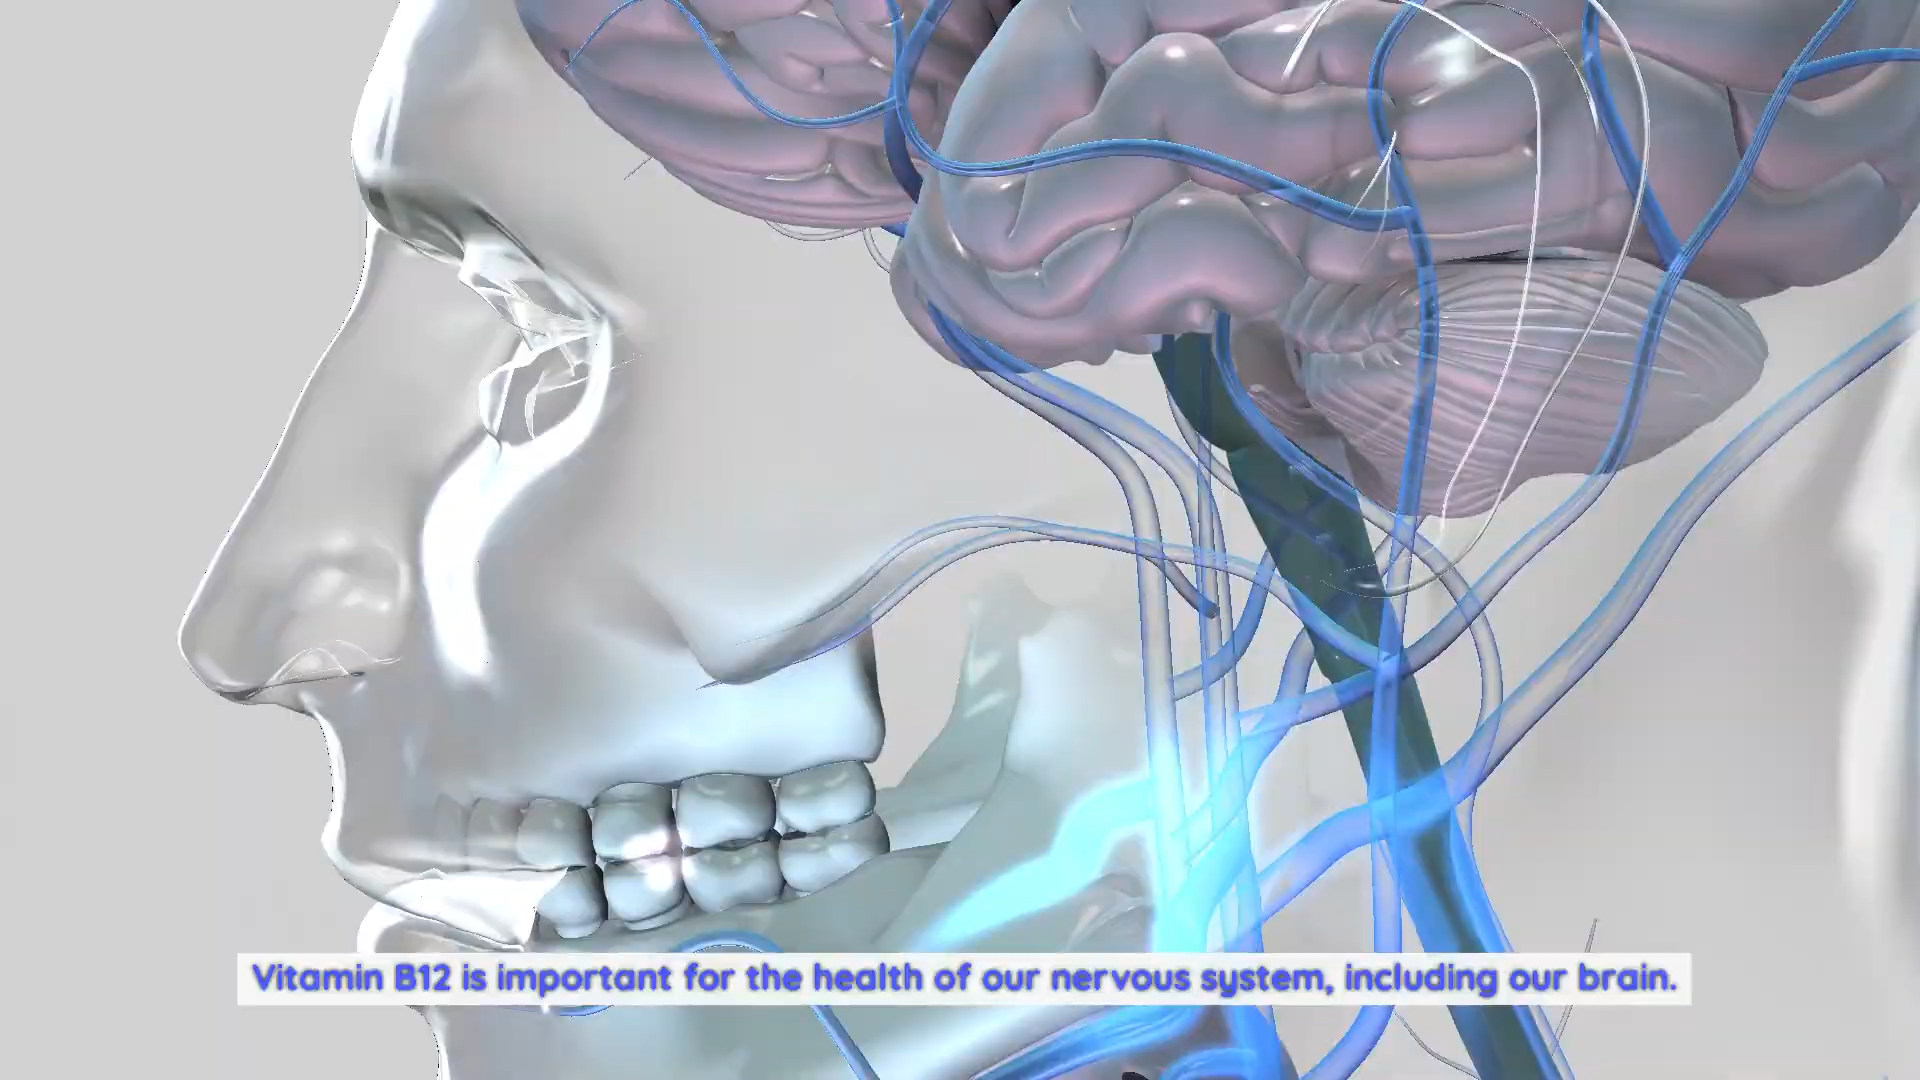 Vitamin B12 is important for the health of our nervous system, including our brain.